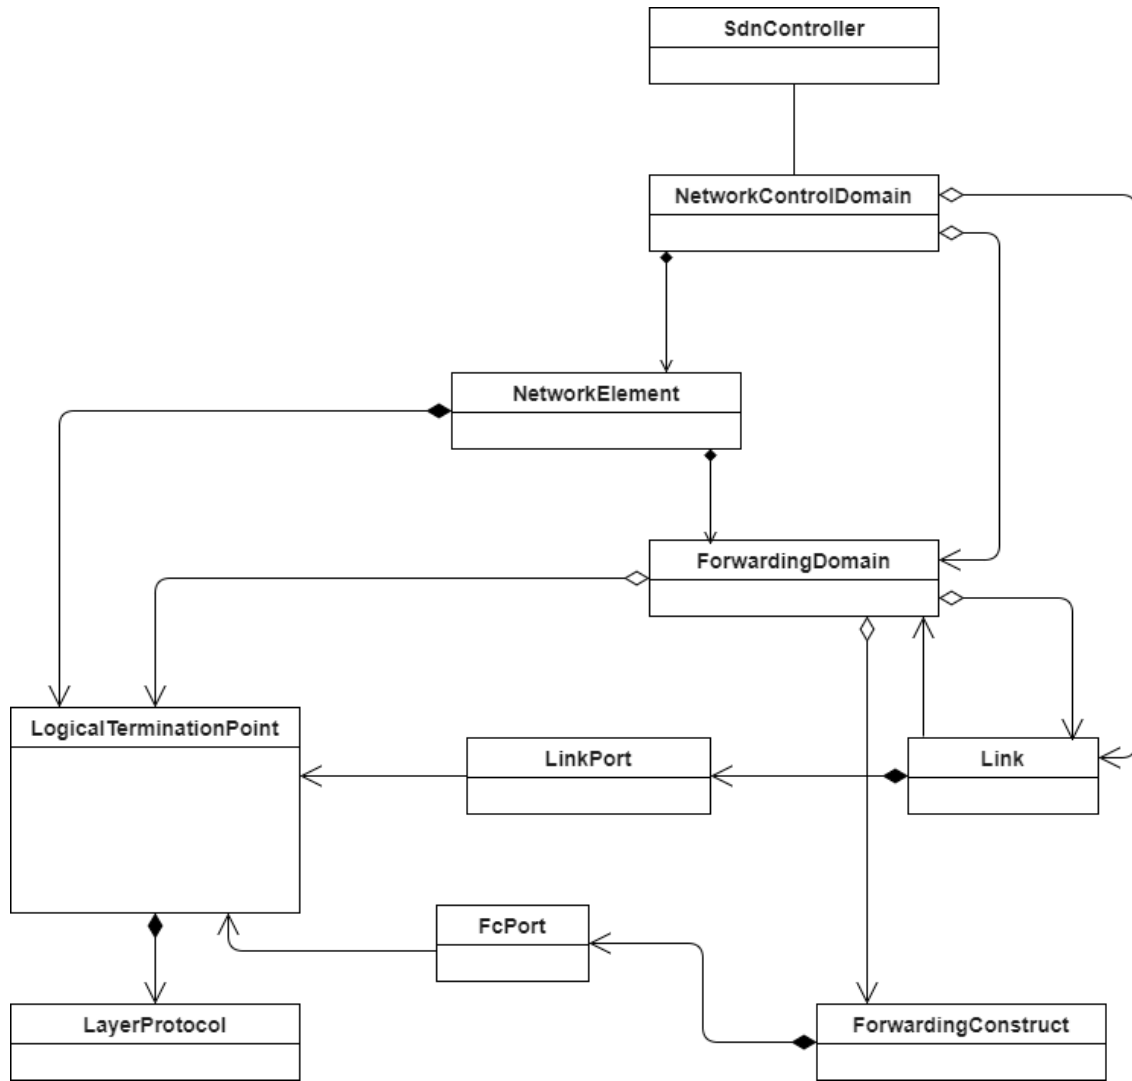 SdnController
NetworkControlDomain
NetworkElement
ForwardingDomain
LogicalTerminationPoint
LinkPort
Link
FcPort
LayerProtocol
ForwardingConstruct